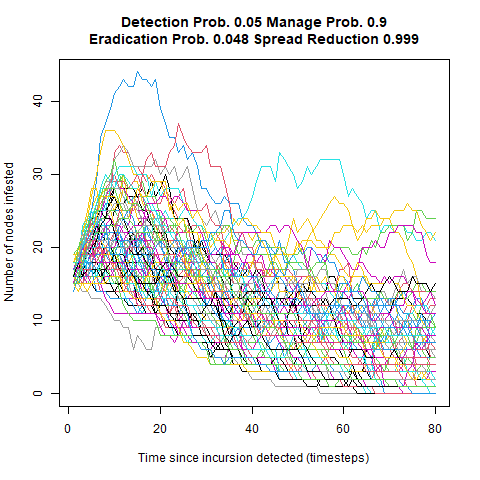 Detection Prob. 0.05 Manage Prob. 0.9
Eradication Prob. 0.048 Spread Reduction 0.999
Number of nodes infested
40
30
20
10
0
0 20 40 60 80
Time since incursion detected (timesteps)